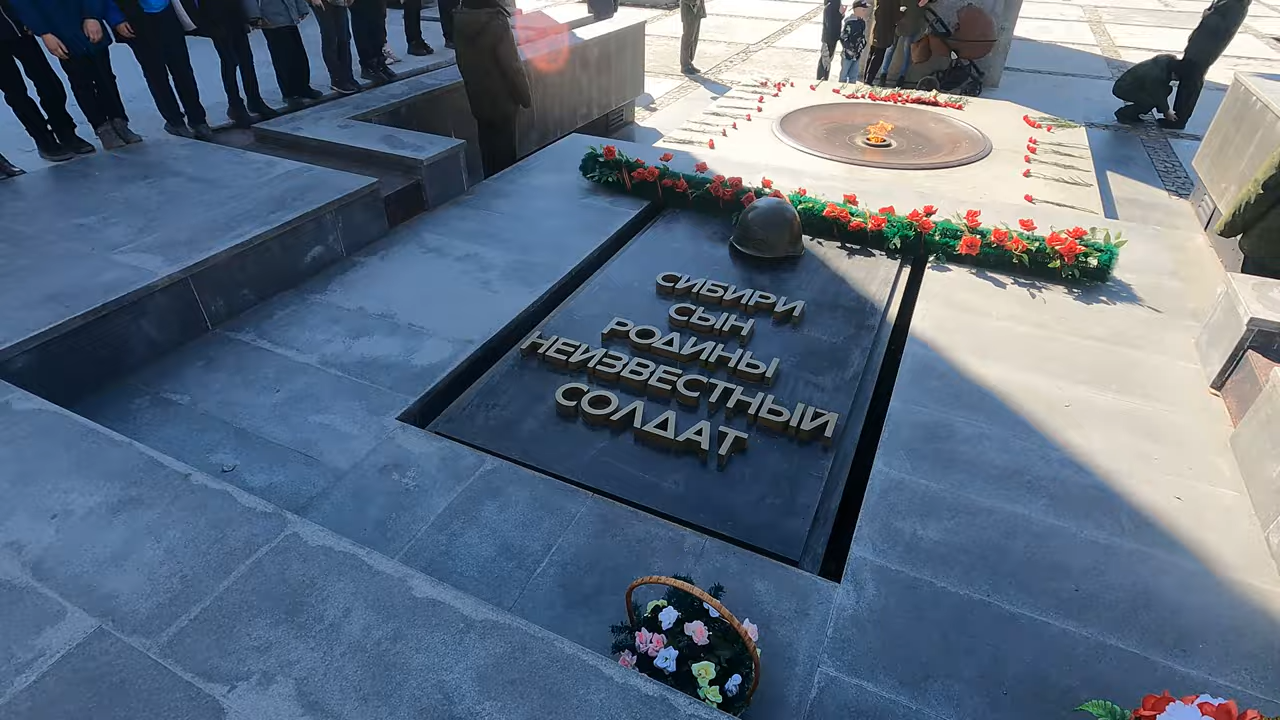 СИБИРИ
СЫН
РОДИНЫ
НЕИЗВЕСТНЫЙ
СОЛДАТ